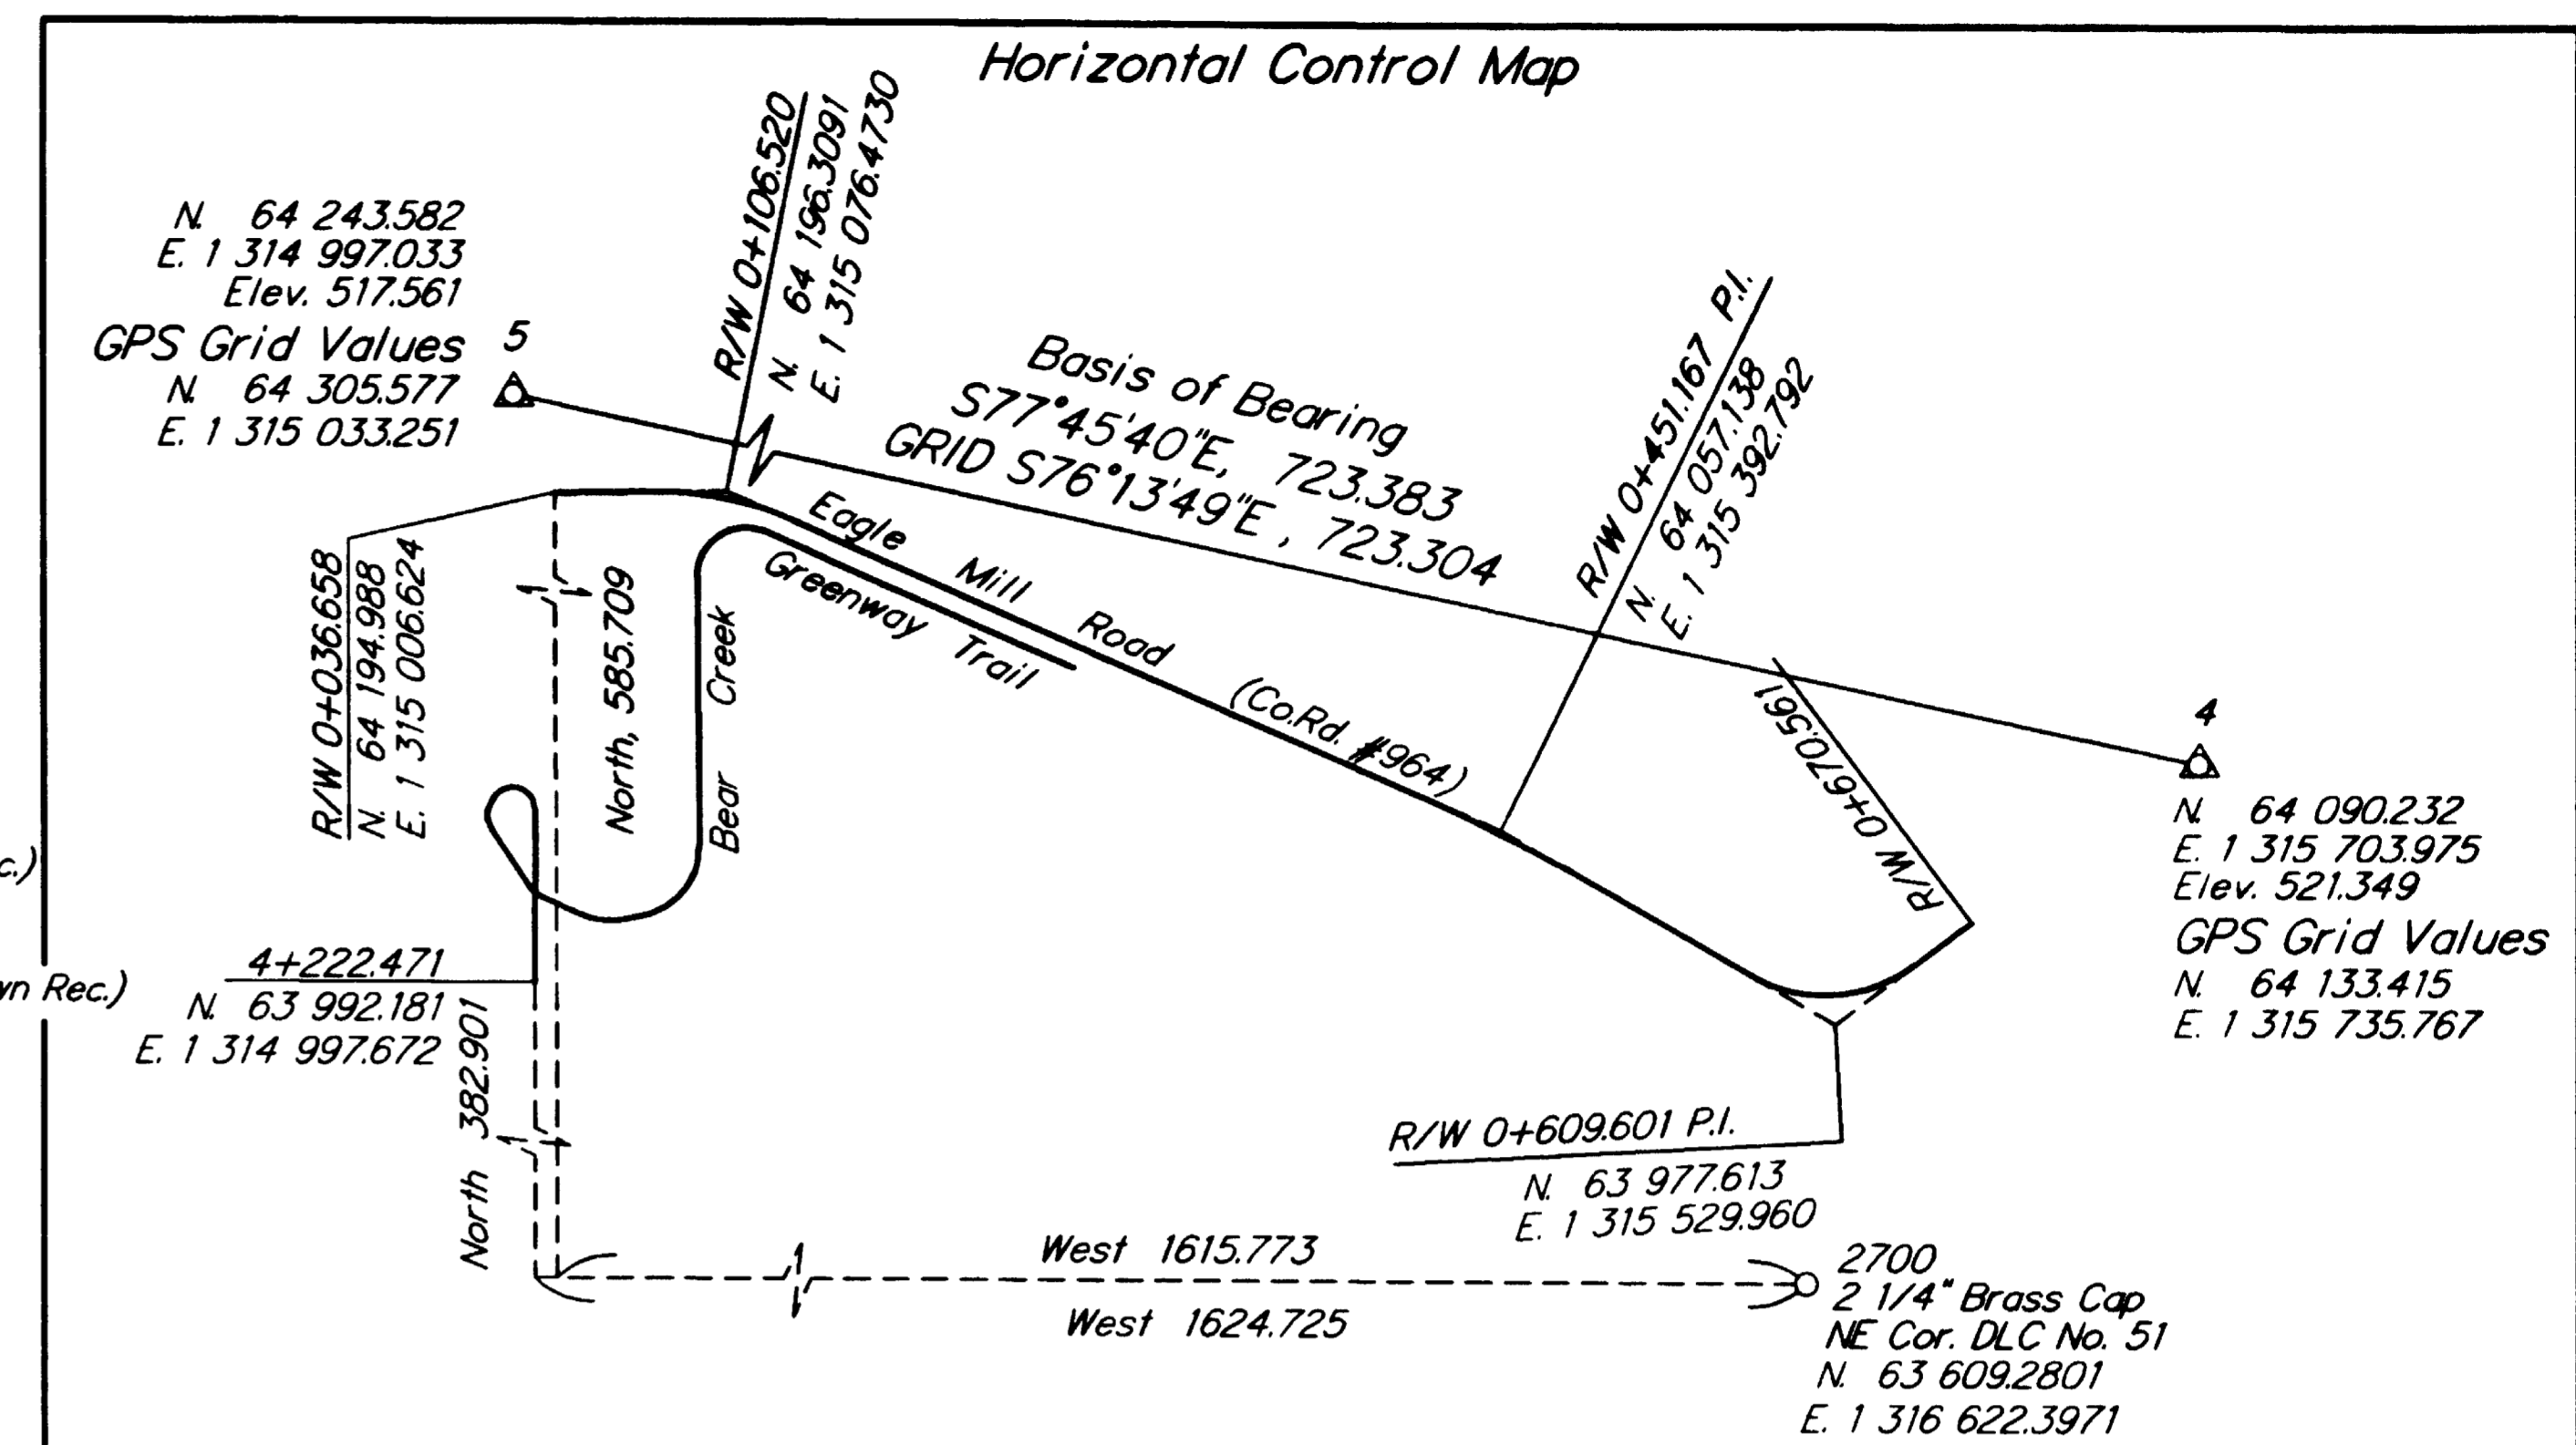 Horizontal Control Map
N. 64 243.582
E. 1 314 997.033
Elev. 517.561
GPS Grid Values
N. 64 305.577
E. 1 315 033.251
5
R/W 0+106.520
N. 64 196.3091
E. 1 315 076.4730
Basis of Bearing
S77°45'40"E, 723.383
GRID S76°13'49"E, 723.304
R/W 0+451.167 P.I.
N. 64 057.138
E. 1 315 392.792
R/W 0+036.658
N. 64 194.988
E. 1 315 006.624
North, 585.709
Bear Creek
Eagle Mill Road (Co.Rd. #964)
Greenway Trail
R/W 0+670.561
4
N. 64 090.232
E. 1 315 703.975
Elev. 521.349
GPS Grid Values
N. 64 133.415
E. 1 315 735.767
c.)
wn Rec.)
4+222.471
N. 63 992.181
E. 1 314 997.672
North 382.901
R/W 0+609.601 P.I.
N. 63 977.613
E. 1 315 529.960
West 1615.773
West 1624.725
2700
2 1/4" Brass Cap
NE Cor. DLC No. 51
N. 63 609.2801
E. 1 316 622.3971